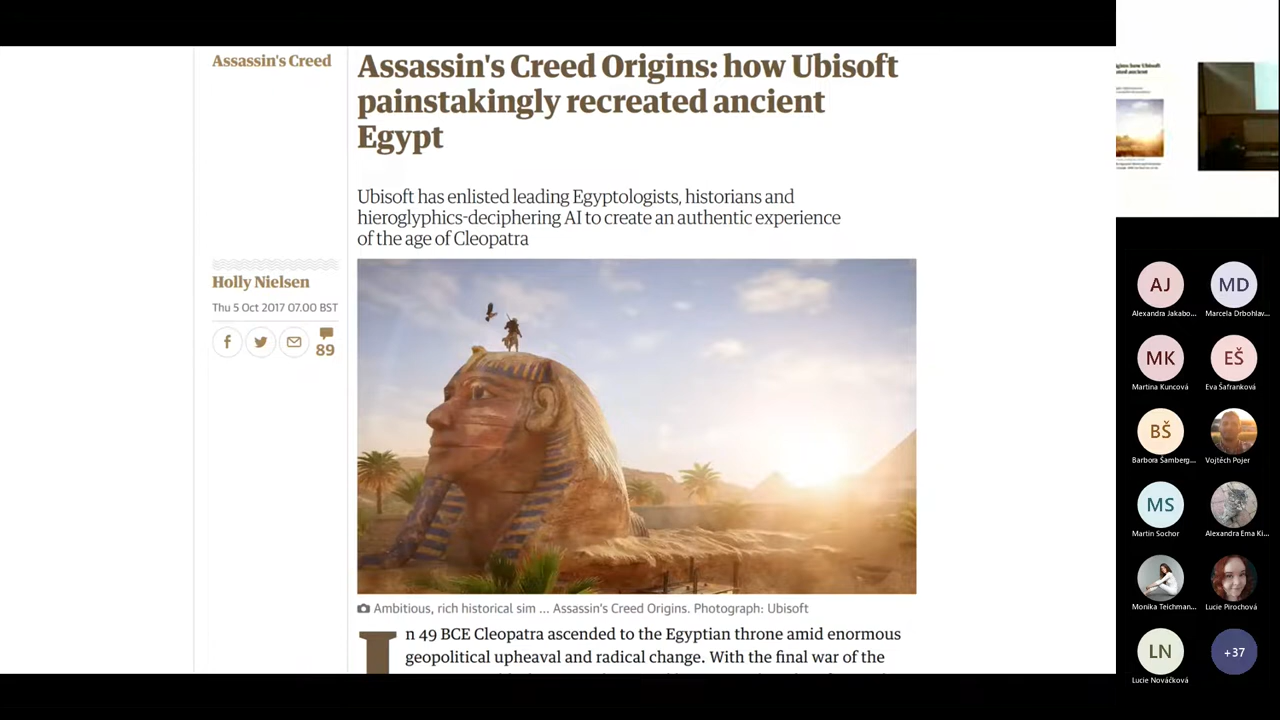 Assassin's Creed
Assassin's Creed Origins: how Ubisoft
painstakingly recreated ancient
Egypt
Ubisoft has enlisted leading Egyptologists, historians and
hieroglyphics-deciphering AI to create an authentic experience
of the age of Cleopatra
Holly Nielsen
Thu 5 Oct 2017 07.00 BST
89
Ambitious, rich historical sim ... Assassin's Creed Origins. Photograph: Ubisoft
In 49 BCE Cleopatra ascended to the Egyptian throne amid enormous
geopolitical upheaval and radical change. With the final war of the
AJ
Alexandra Jakabo...
MD
Marcela Drbohlav...
MK
Martina Kuncová
EŠ
Eva Šafranková
BŠ
Barbora Šamberg...
Vojtěch Pojer
MS
Martin Sochor
Alexandra Ema Ki...
Monika Teichman...
Lucie Pirochová
LN
Lucie Nováčková
+37